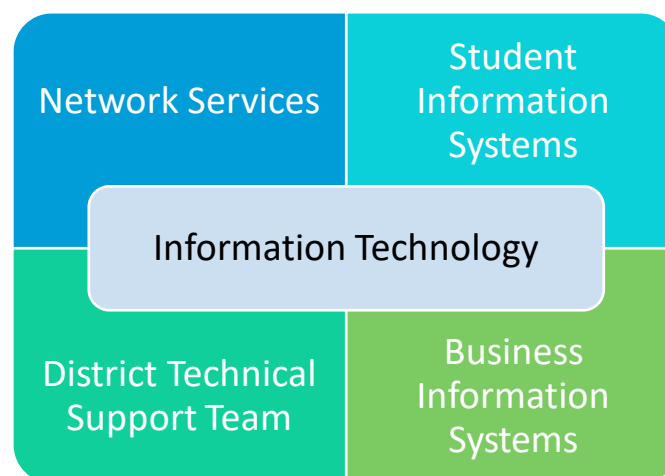 Network Services
Student
Information
Systems
Information Technology
District Technical
Support Team
Business
Information
Systems